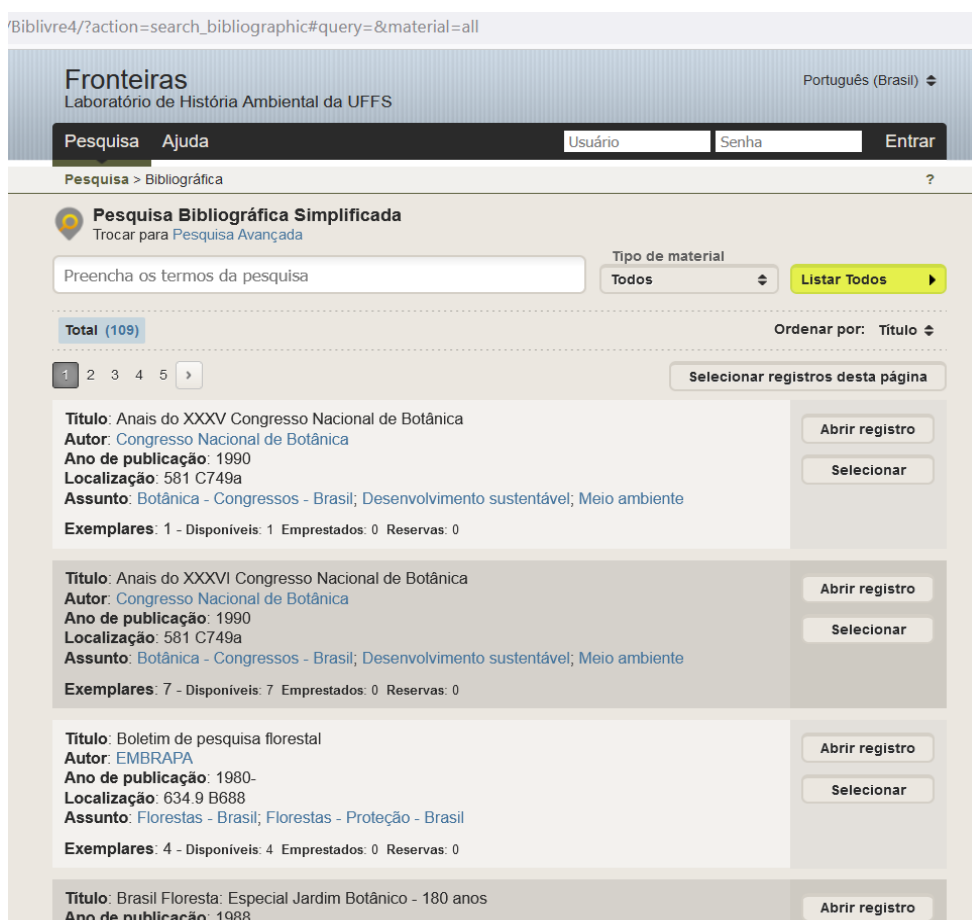 /Biblivre4/?action=search_bibliographic#query=&material=all
Fronteiras
Português (Brasil)
Laboratório de História Ambiental da UFFS
Pesquisa Ajuda Usuário Senha Entrar
Pesquisa > Bibliográfica ?
Pesquisa Bibliográfica Simplificada
Trocar para Pesquisa Avançada
Tipo de material
Preencha os termos da pesquisa Todos Listar Todos
Total (109) Ordenar por: Título
1 2 3 4 5 › Selecionar registros desta página
Título: Anais do XXXV Congresso Nacional de Botânica
Autor: Congresso Nacional de Botânica
Ano de publicação: 1990
Localização: 581 C749a
Assunto: Botânica - Congressos - Brasil; Desenvolvimento sustentável; Meio ambiente
Exemplares: 1 - Disponíveis: 1 Emprestados: 0 Reservas: 0
Abrir registro
Selecionar
Título: Anais do XXXVI Congresso Nacional de Botânica
Autor: Congresso Nacional de Botânica
Ano de publicação: 1990
Localização: 581 C749a
Assunto: Botânica - Congressos - Brasil; Desenvolvimento sustentável; Meio ambiente
Exemplares: 7 - Disponíveis: 7 Emprestados: 0 Reservas: 0
Abrir registro
Selecionar
Título: Boletim de pesquisa florestal
Autor: EMBRAPA
Ano de publicação: 1980-
Localização: 634.9 B688
Assunto: Florestas - Brasil; Florestas - Proteção - Brasil
Exemplares: 4 - Disponíveis: 4 Emprestados: 0 Reservas: 0
Abrir registro
Selecionar
Título: Brasil Floresta: Especial Jardim Botânico - 180 anos
Ano de publicação: 1988
Abrir registro